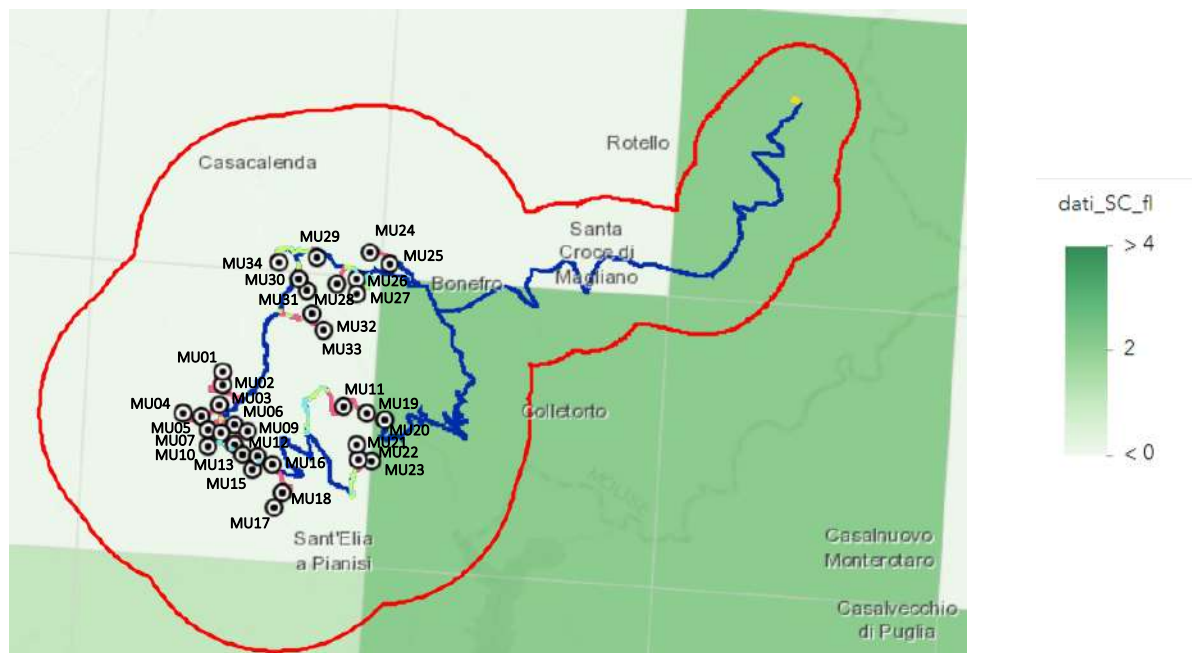 Rotello
Casacalenda
dati_SC_fl
MU24
Santa
MU29
Croce di
> 4
MU25
Magliano
MU34
MU30
MU26
Bonefro
MU31
MU28
MU27
MU32
MU33
2
MU01
MU02
MU11
MU03
MU04
MU19
Colletorto
MU06
MU20
MU05
MU09
MU07
MU12
MU21
MU10
MU22
< 0
MU13
MU16
MU23
MU15
MU18
MOLISE
MU17
Sant'Elia
a Pianisi
Casalnuovo
Monterotaro
Casalvecchio
di Puglia